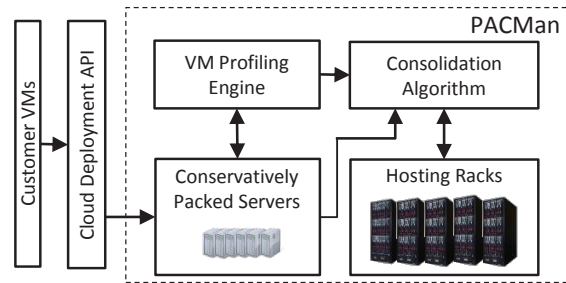 PACMan
Customer VMs
Cloud Deployment API
VM Profiling
Engine
Consolidation
Algorithm
Conservatively
Packed Servers
Hosting Racks